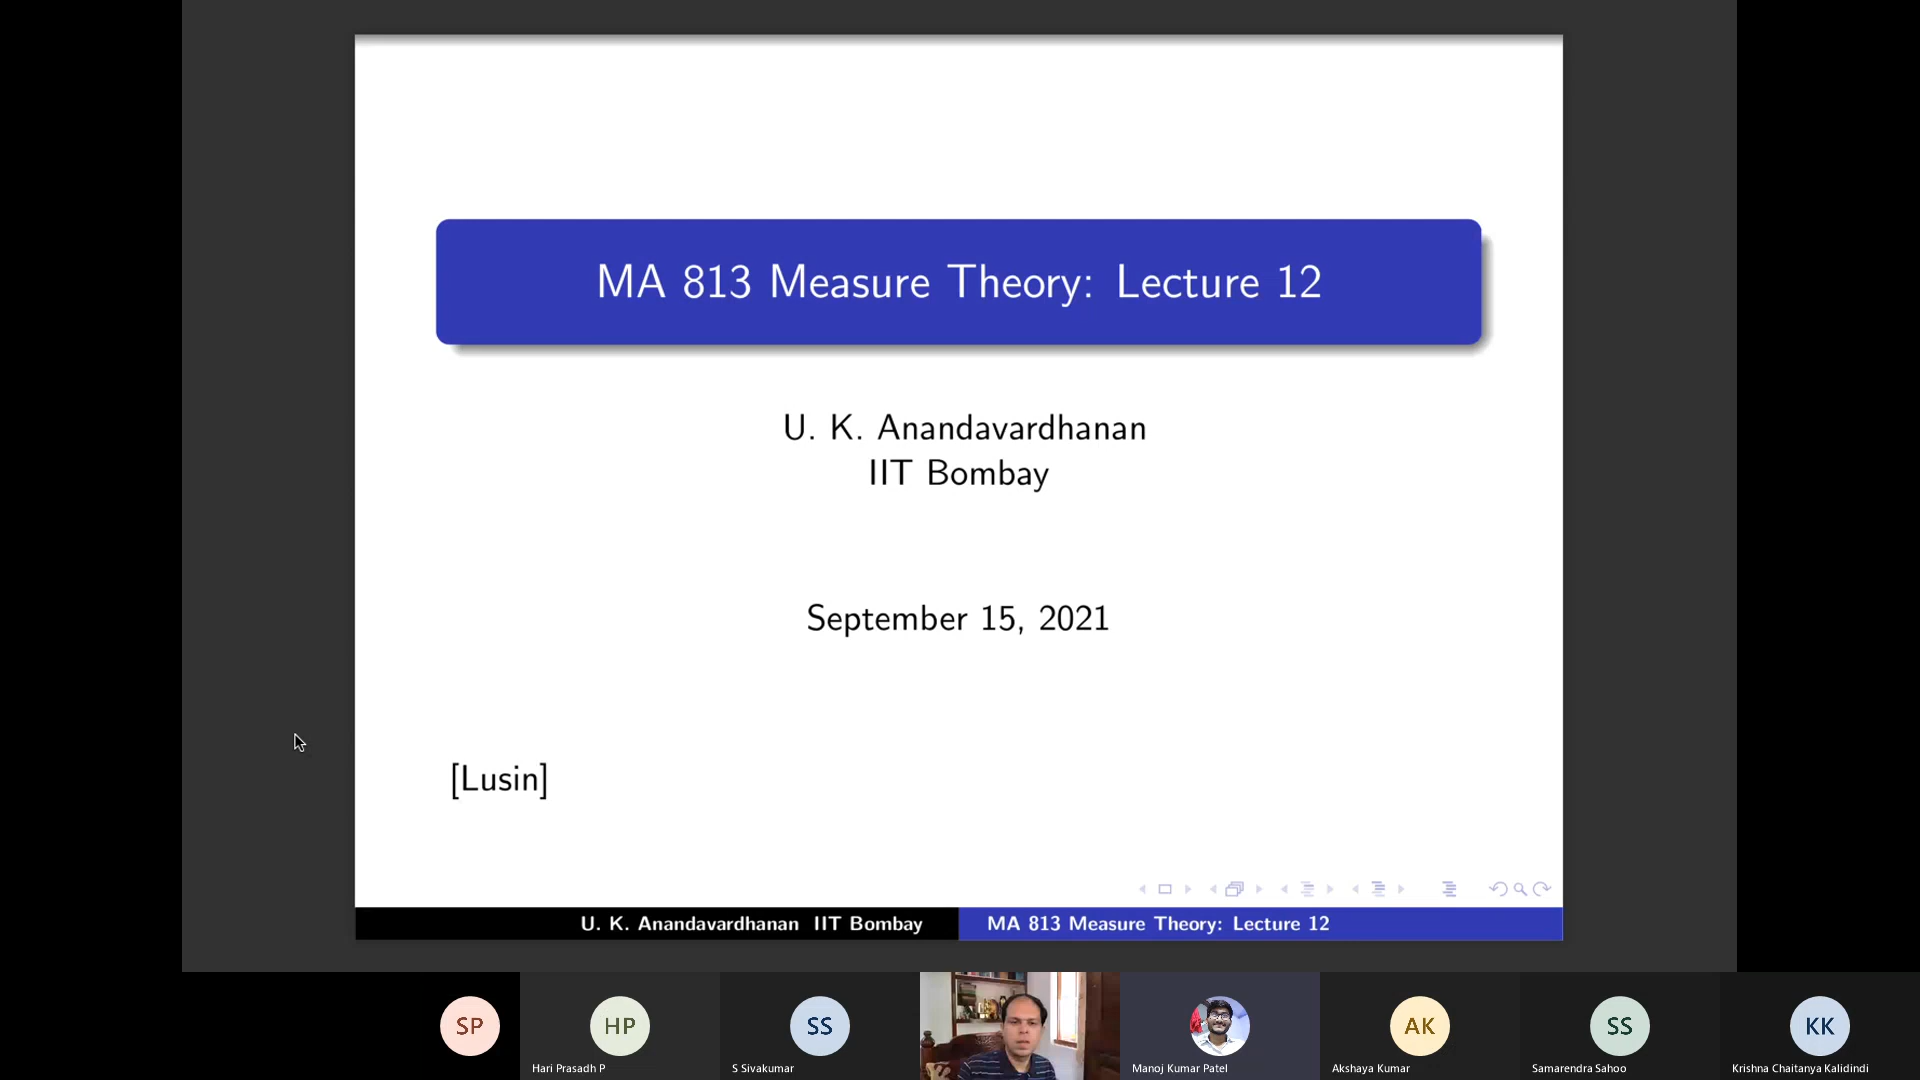 MA 813 Measure Theory: Lecture 12
U. K. Anandavardhanan
IIT Bombay
September 15, 2021
[Lusin]
U. K. Anandavardhanan IIT Bombay
MA 813 Measure Theory: Lecture 12
SP
HP
SS
AK
SS
KK
Hari Prasadh P
S Sivakumar
Manoj Kumar Patel
Akshaya Kumar
Samarendra Sahoo
Krishna Chaitanya Kalidindi